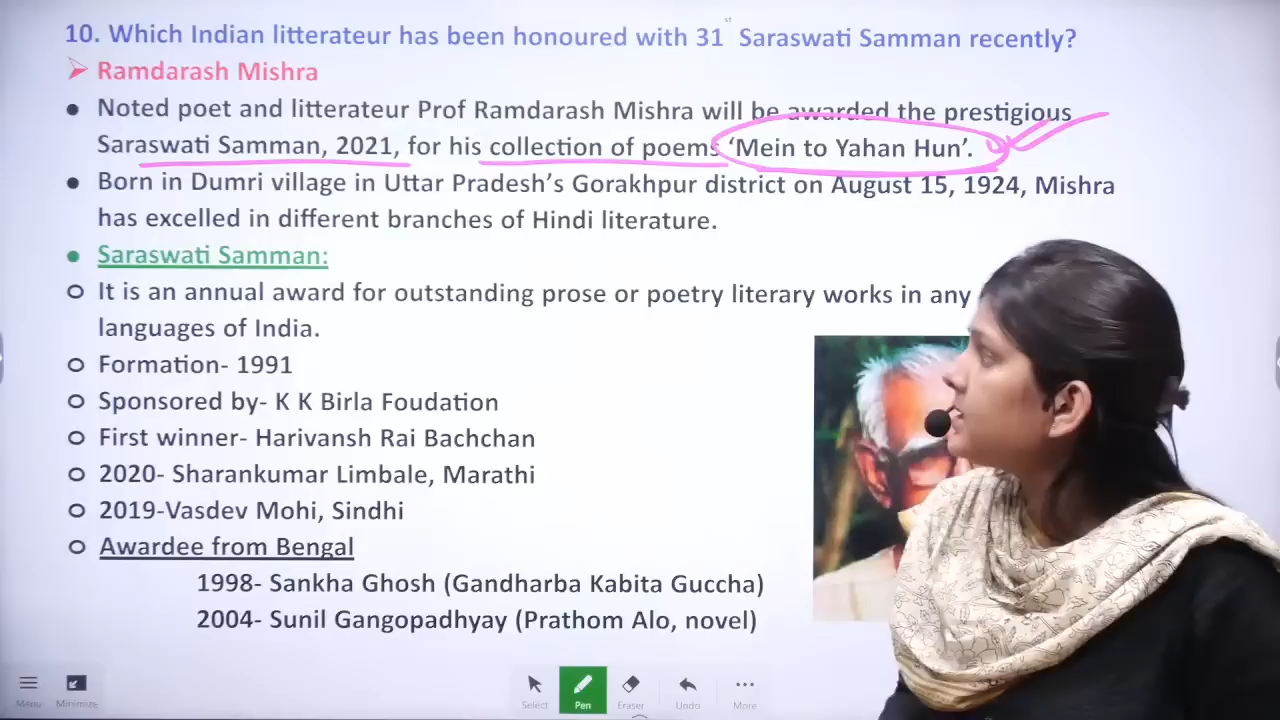 10. Which Indian litterateur has been honoured with 31st Saraswati Samman recently?
Ramdarash Mishra
Noted poet and litterateur Prof Ramdarash Mishra will be awarded the prestigious
Saraswati Samman, 2021, for his collection of poems ‘Mein to Yahan Hun’.
Born in Dumri village in Uttar Pradesh’s Gorakhpur district on August 15, 1924, Mishra
has excelled in different branches of Hindi literature.
Saraswati Samman:
It is an annual award for outstanding prose or poetry literary works in any
languages of India.
Formation- 1991
Sponsored by- K K Birla Foudation
First winner- Harivansh Rai Bachchan
2020- Sharankumar Limbale, Marathi
2019-Vasdev Mohi, Sindhi
Awardee from Bengal
1998- Sankha Ghosh (Gandharba Kabita Guccha)
2004- Sunil Gangopadhyay (Prathom Alo, novel)
Menu Minimize Select Pen Eraser Undo More